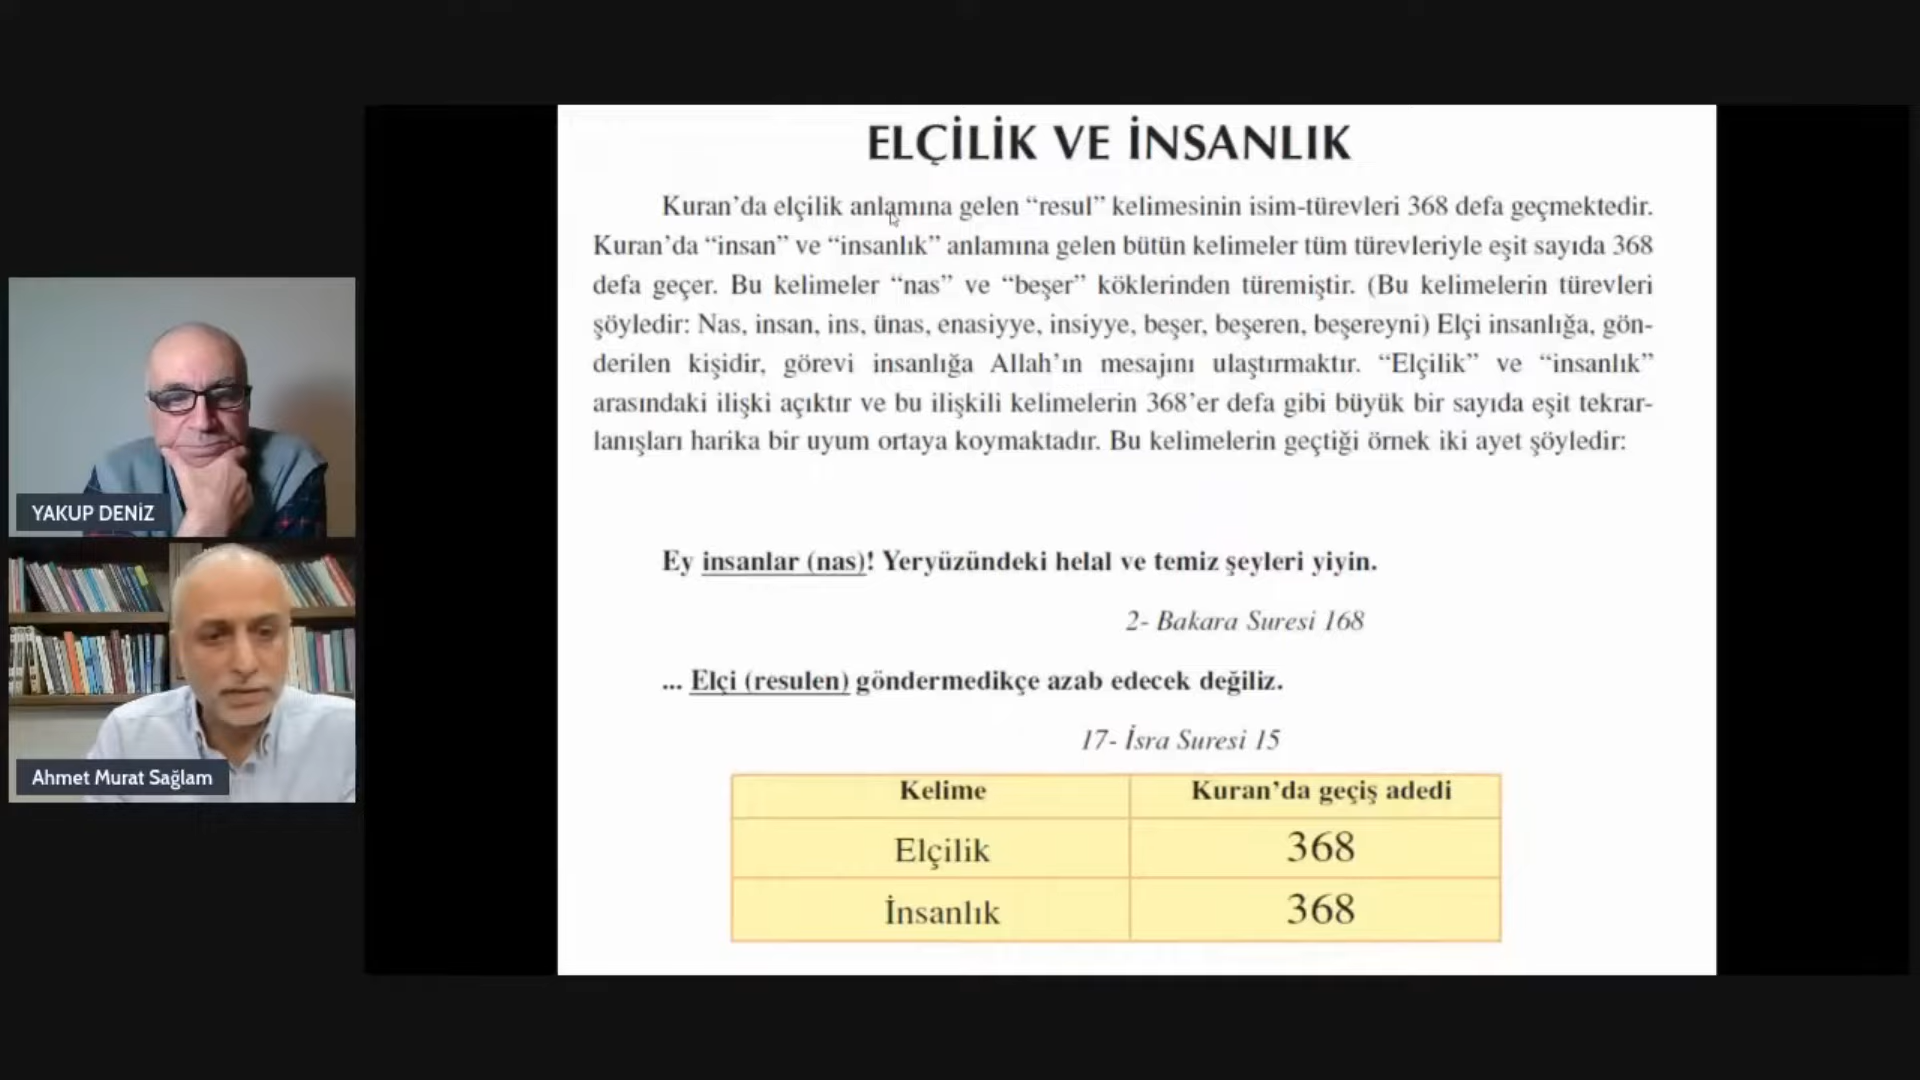 ELÇİLİK VE İNSANLIK
Kuran’da elçilik anlamına gelen “resul” kelimesinin isim-türevleri 368 defa geçmektedir.
Kuran’da “insan” ve “insanlık” anlamına gelen bütün kelimeler tüm türevleriyle eşit sayıda 368
defa geçer. Bu kelimeler “nas” ve “beşer” köklerinden türemiştir. (Bu kelimelerin türevleri
şöyledir: Nas, insan, ins, ünas, enasiyye, insiyye, beşer, beşeren, beşereyni) Elçi insanlığa, gön-
derilen kişidir, görevi insanlığa Allah’ın mesajını ulaştırmaktır. “Elçilik” ve “insanlık”
arasındaki ilişki açıktır ve bu ilişkili kelimelerin 368’er defa gibi büyük bir sayıda eşit tekrar-
lanışları harika bir uyum ortaya koymaktadır. Bu kelimelerin geçtiği örnek iki ayet şöyledir:
Ey insanlar (nas)! Yeryüzündeki helal ve temiz şeyleri yiyin.
2- Bakara Suresi 168
... Elçi (resulen) göndermedikçe azab edecek değiliz.
17- İsra Suresi 15
Kelime Kuran’da geçiş adedi
Elçilik 368
İnsanlık 368
YAKUP DENİZ
Ahmet Murat Sağlam